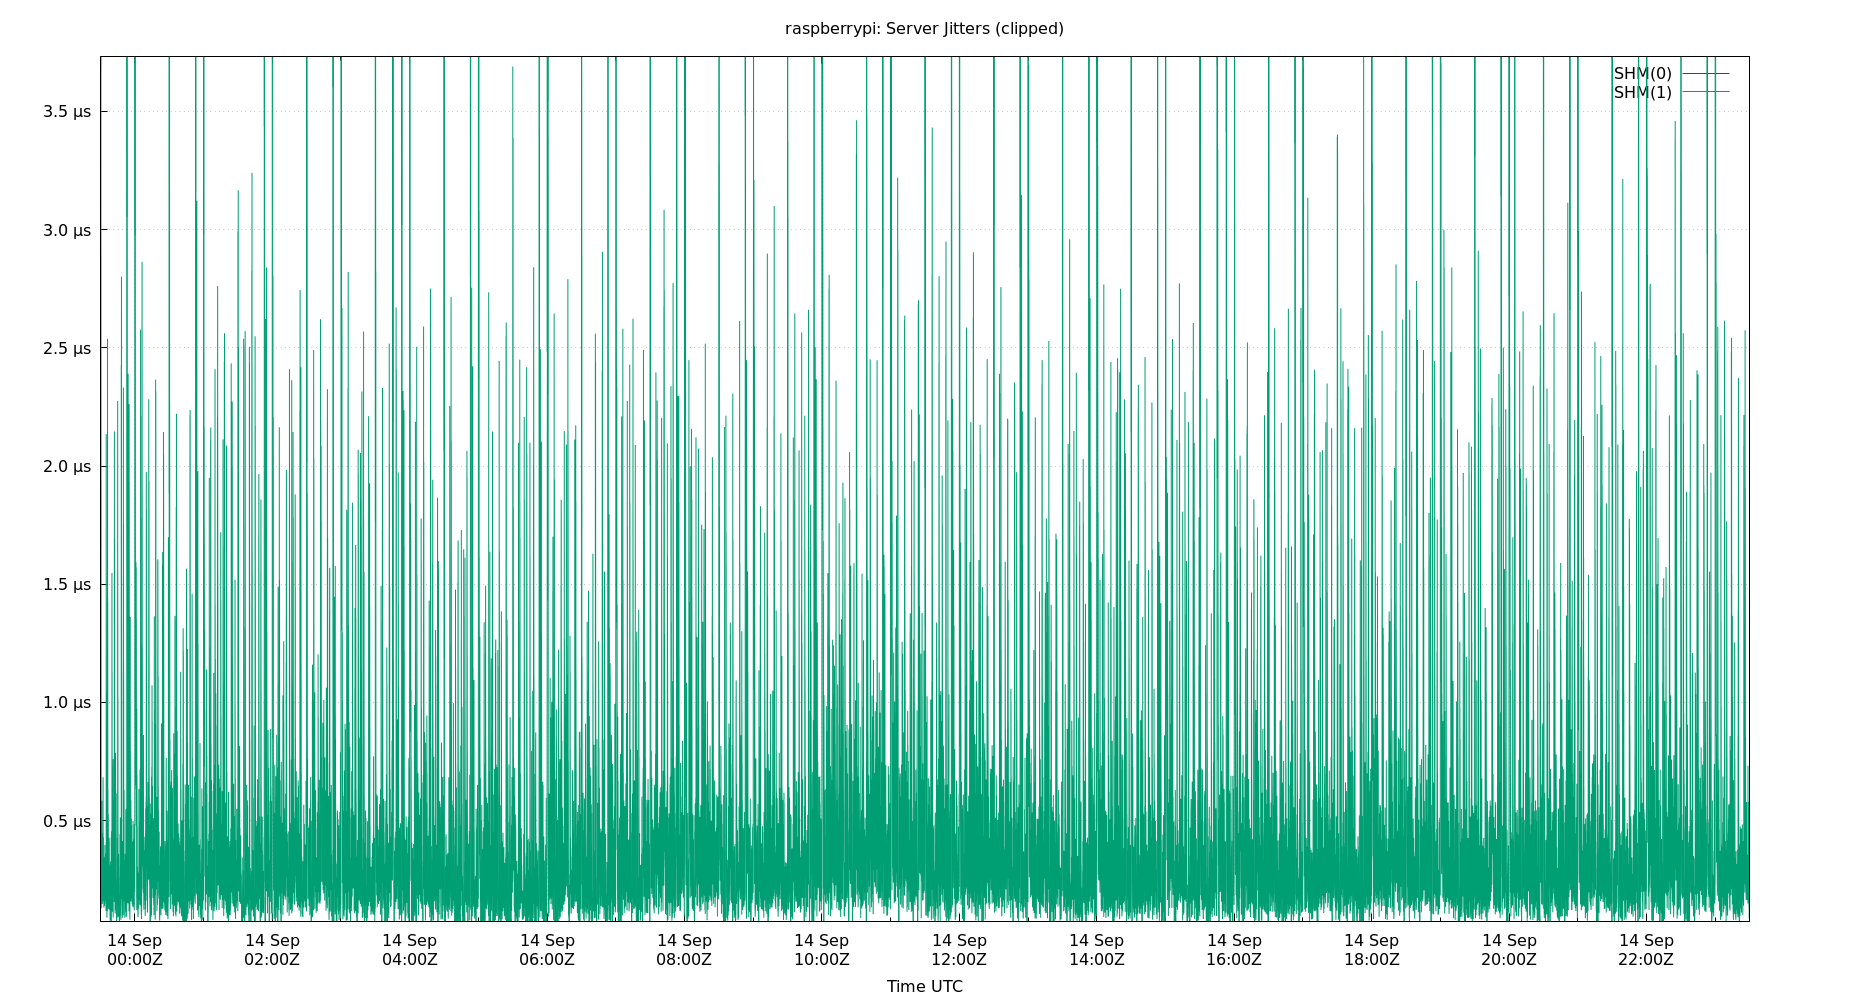 raspberrypi: Server Jitters (clipped)
SHM(0)
SHM(1)
3.5 µs
3.0 µs
2.5 µs
2.0 µs
1.5 µs
1.0 µs
0.5 µs
14 Sep 14 Sep 14 Sep 14 Sep 14 Sep 14 Sep 14 Sep 14 Sep 14 Sep 14 Sep 14 Sep 14 Sep
00:00Z 02:00Z 04:00Z 06:00Z 08:00Z 10:00Z 12:00Z 14:00Z 16:00Z 18:00Z 20:00Z 22:00Z
Time UTC